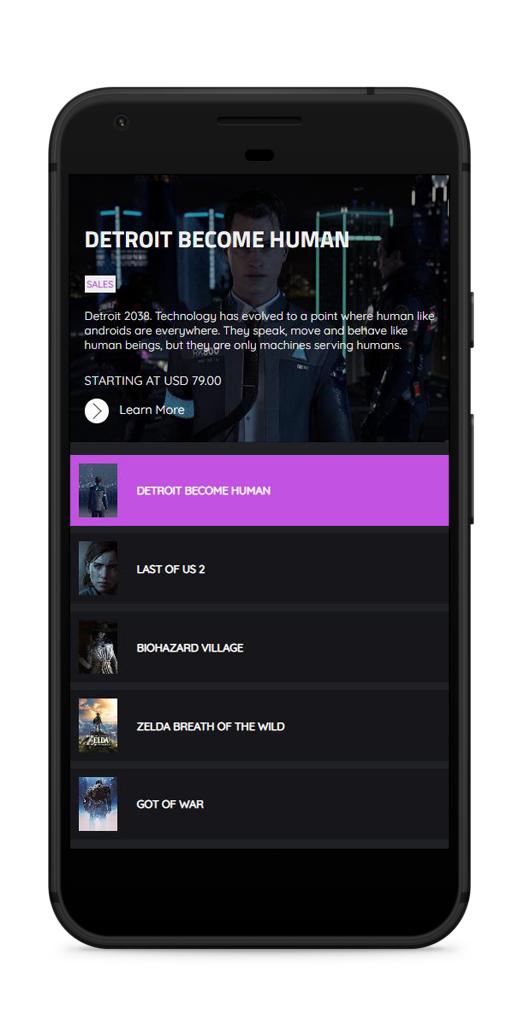 DETROIT BECOME HUMAN
SALES
Detroit 2038. Technology has evolved to a point where human like
androids are everywhere. They speak, move and behave like
human beings, but they are only machines serving humans.
RK800
STARTING AT USD 79.00
Learn More
DETROIT BECOME HUMAN
LAST OF US 2
BIOHAZARD VILLAGE
ZELDA
ZELDA BREATH OF THE WILD
GOT OF WAR